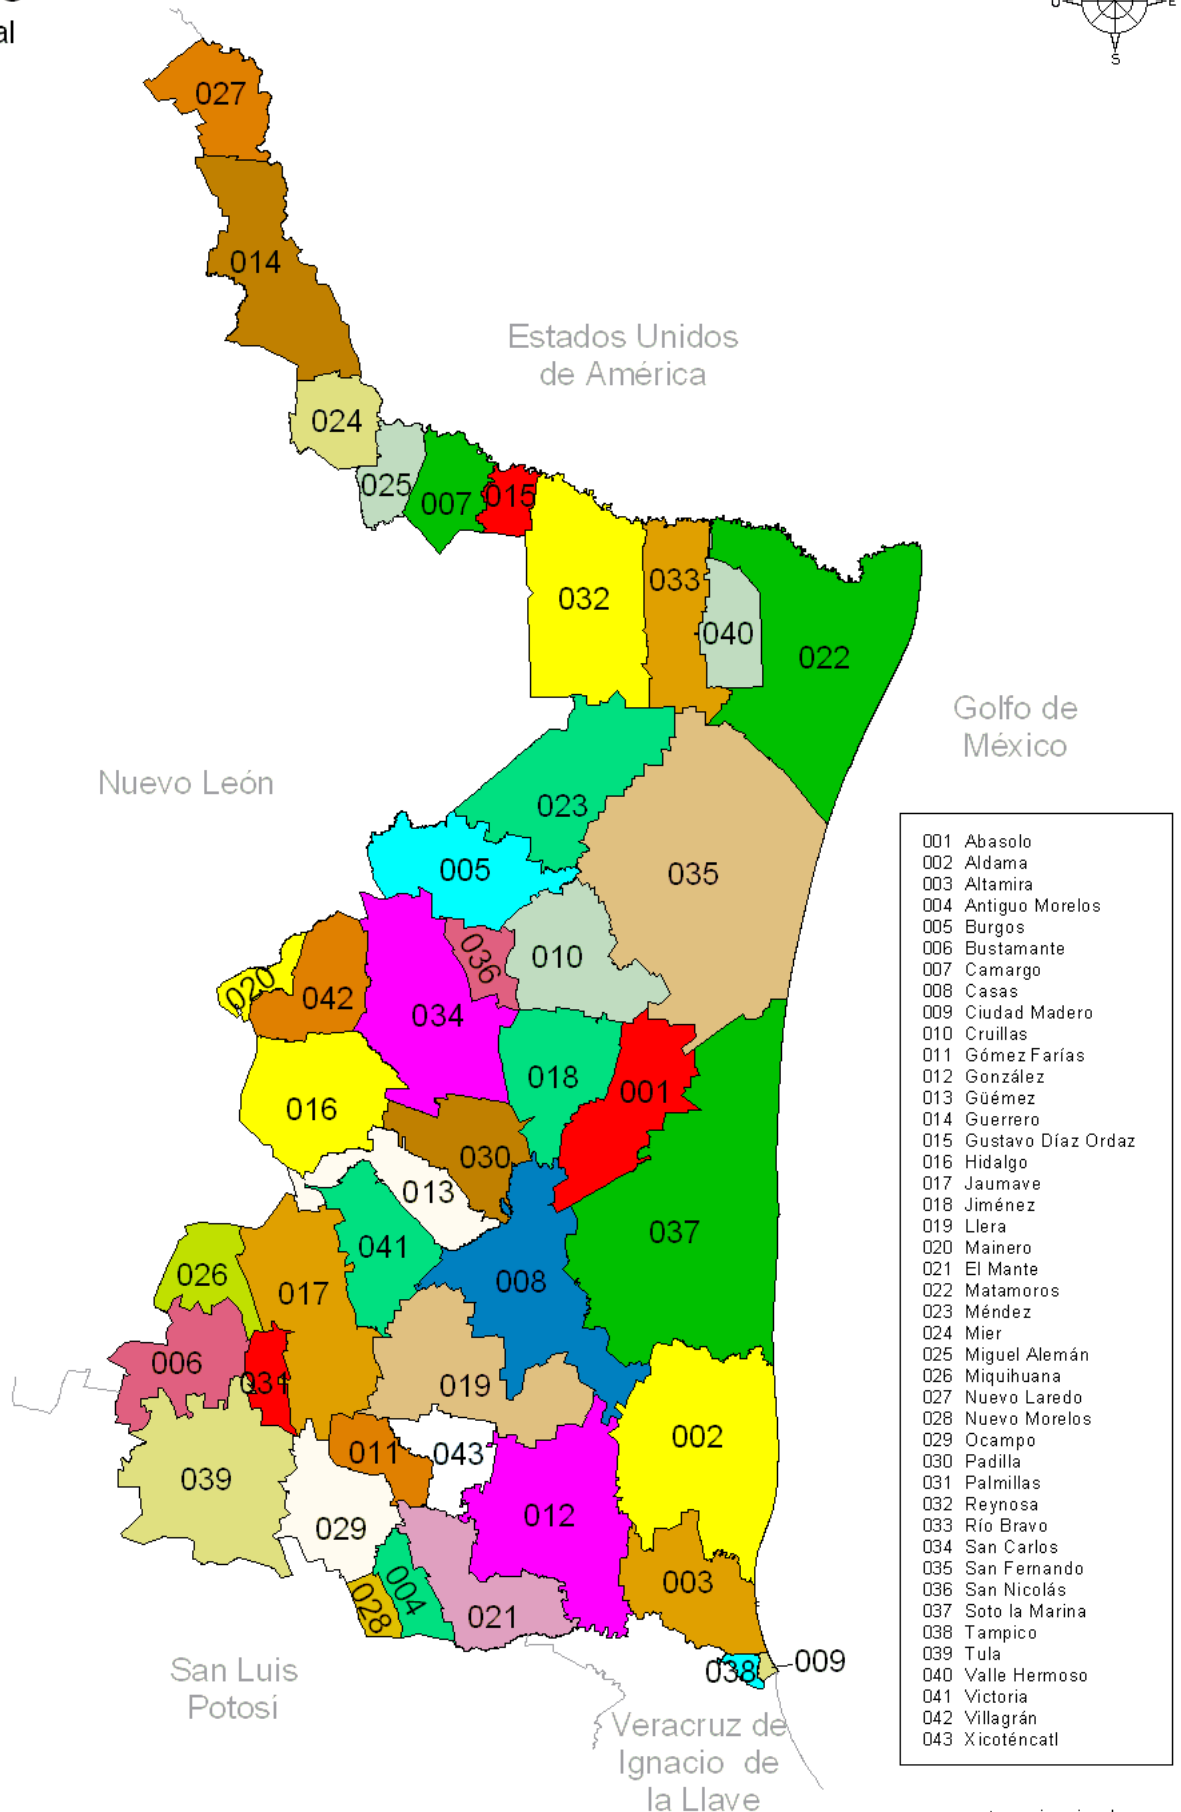 al
S
E
027
014
Estados Unidos
de América
024
025
007
015
032
033
040
022
Golfo de
México
Nuevo León
023
005
035
036
010
020
042
034
018
001
016
030
013
037
041
026
008
017
006
031
019
002
011
043
039
012
029
003
004
028
021
038
009
San Luis
Potosí
Veracruz de
Ignacio de
la Llave
001 Abasolo
002 Aldama
003 Altamira
004 Antiguo Morelos
005 Burgos
006 Bustamante
007 Camargo
008 Casas
009 Ciudad Madero
010 Cruillas
011 Gómez Farías
012 González
013 Güémez
014 Guerrero
015 Gustavo Díaz Ordaz
016 Hidalgo
017 Jaumave
018 Jiménez
019 Llera
020 Mainero
021 El Mante
022 Matamoros
023 Méndez
024 Mier
025 Miguel Alemán
026 Miquihuana
027 Nuevo Laredo
028 Nuevo Morelos
029 Ocampo
030 Padilla
031 Palmillas
032 Reynosa
033 Río Bravo
034 San Carlos
035 San Fernando
036 San Nicolás
037 Soto la Marina
038 Tampico
039 Tula
040 Valle Hermoso
041 Victoria
042 Villagrán
043 Xicoténcatl